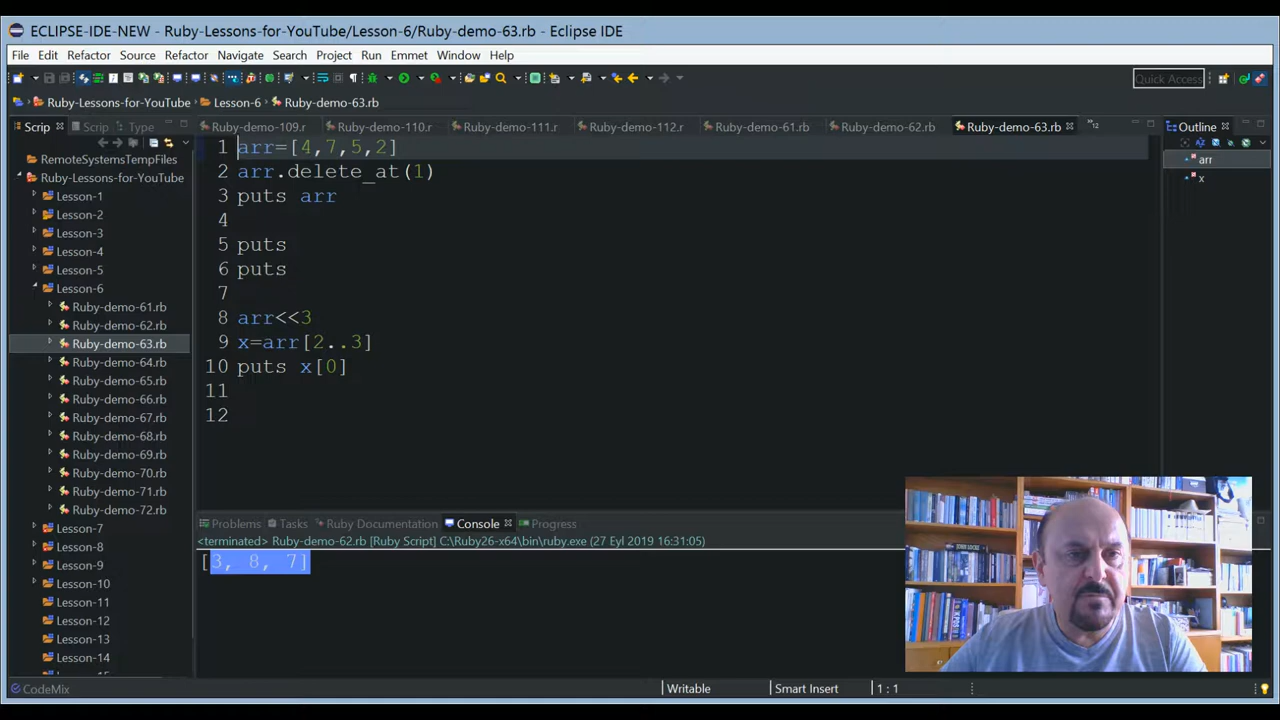 ECLIPSE-IDE-NEW - Ruby-Lessons-for-YouTube/Lesson-6/Ruby-demo-63.rb - Eclipse IDE
File Edit Refactor Source Refactor Navigate Search Project Run Emmet Window Help
Quick Access
Ruby-Lessons-for-YouTube Lesson-6 Ruby-demo-63.rb
Scrip Scrip Type
Ruby-demo-109.r Ruby-demo-110.r Ruby-demo-111.r Ruby-demo-112.r Ruby-demo-61.rb Ruby-demo-62.rb Ruby-demo-63.rb 12
Outline
arr
x
RemoteSystemsTempFiles
Ruby-Lessons-for-YouTube
Lesson-1
Lesson-2
Lesson-3
Lesson-4
Lesson-5
Lesson-6
Ruby-demo-61.rb
Ruby-demo-62.rb
Ruby-demo-63.rb
Ruby-demo-64.rb
Ruby-demo-65.rb
Ruby-demo-66.rb
Ruby-demo-67.rb
Ruby-demo-68.rb
Ruby-demo-69.rb
Ruby-demo-70.rb
Ruby-demo-71.rb
Ruby-demo-72.rb
Lesson-7
Lesson-8
Lesson-9
Lesson-10
Lesson-11
Lesson-12
Lesson-13
Lesson-14
1 arr=[4,7,5,2]
2 arr.delete_at(1)
3 puts arr
4
5 puts
6 puts
7
8 arr<<3
9 x=arr[2..3]
10 puts x[0]
11
12
Problems Tasks Ruby Documentation Console Progress
<terminated> Ruby-demo-62.rb [Ruby Script] C:\Ruby26-x64\bin\ruby.exe (27 Eyl 2019 16:31:05)
[3, 8, 7]
JOHN LOCKE
CodeMix
Writable
Smart Insert
1 : 1